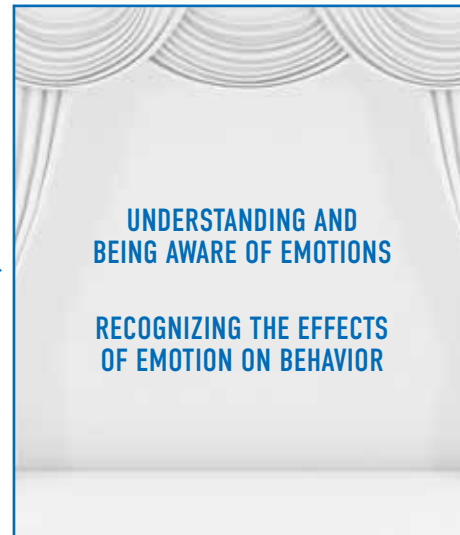 UNDERSTANDING AND
BEING AWARE OF EMOTIONS
RECOGNIZING THE EFFECTS
OF EMOTION ON BEHAVIOR